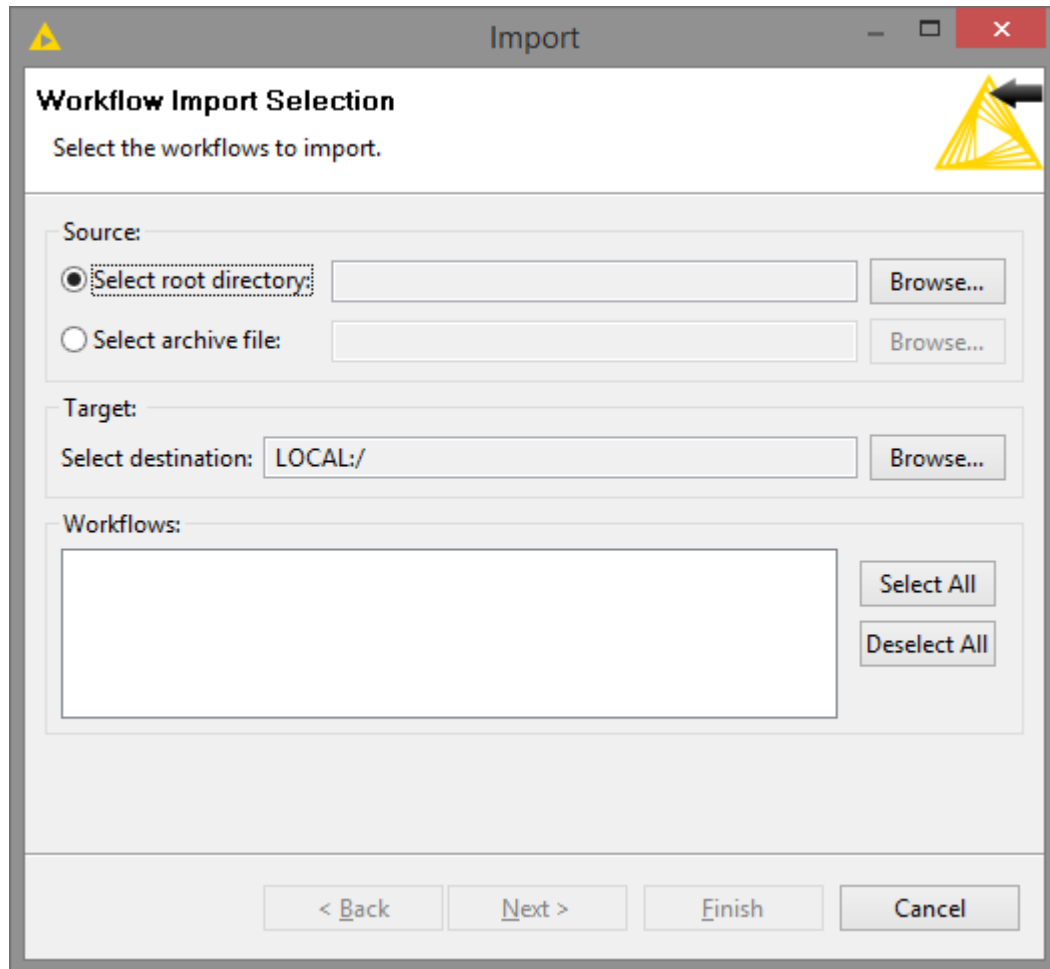 Import
Workflow Import Selection
Select the workflows to import.
Source:
Select root directory:
Browse...
Select archive file:
Browse...
Target:
Select destination: LOCAL:/
Browse...
Workflows:
Select All
Deselect All
< Back
Next >
Finish
Cancel